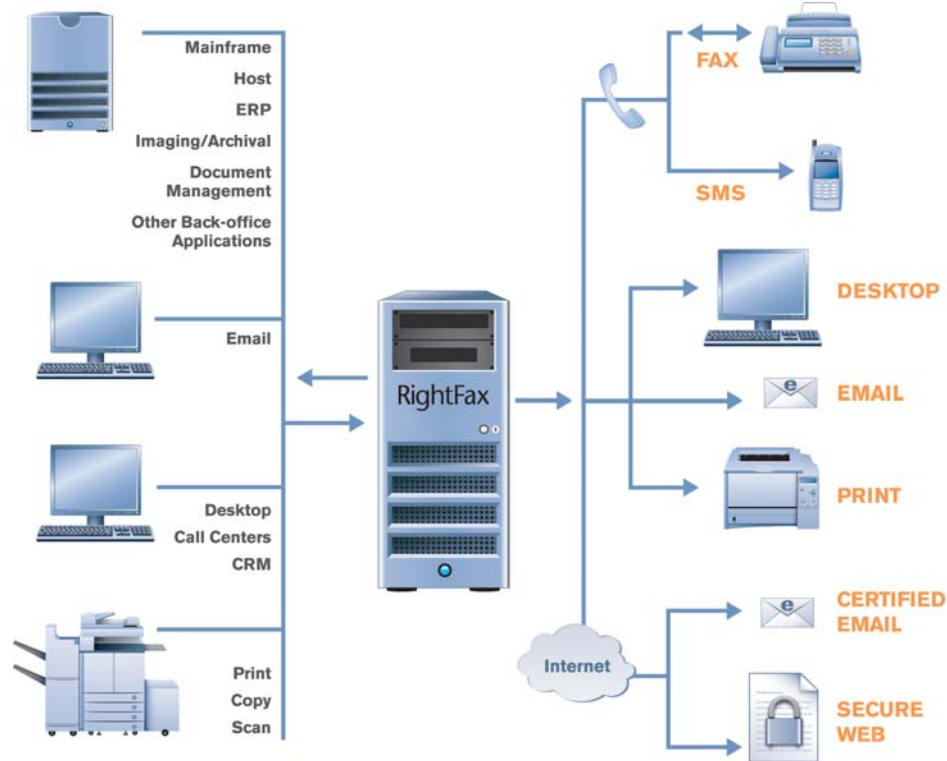 Mainframe
Host
ERP
Imaging/Archival
Document
Management
Other Back-office
Applications
Email
Desktop
Call Centers
CRM
Print
Copy
Scan
RightFax
FAX
SMS
DESKTOP
e
EMAIL
PRINT
Internet
e
CERTIFIED
EMAIL
SECURE
WEB